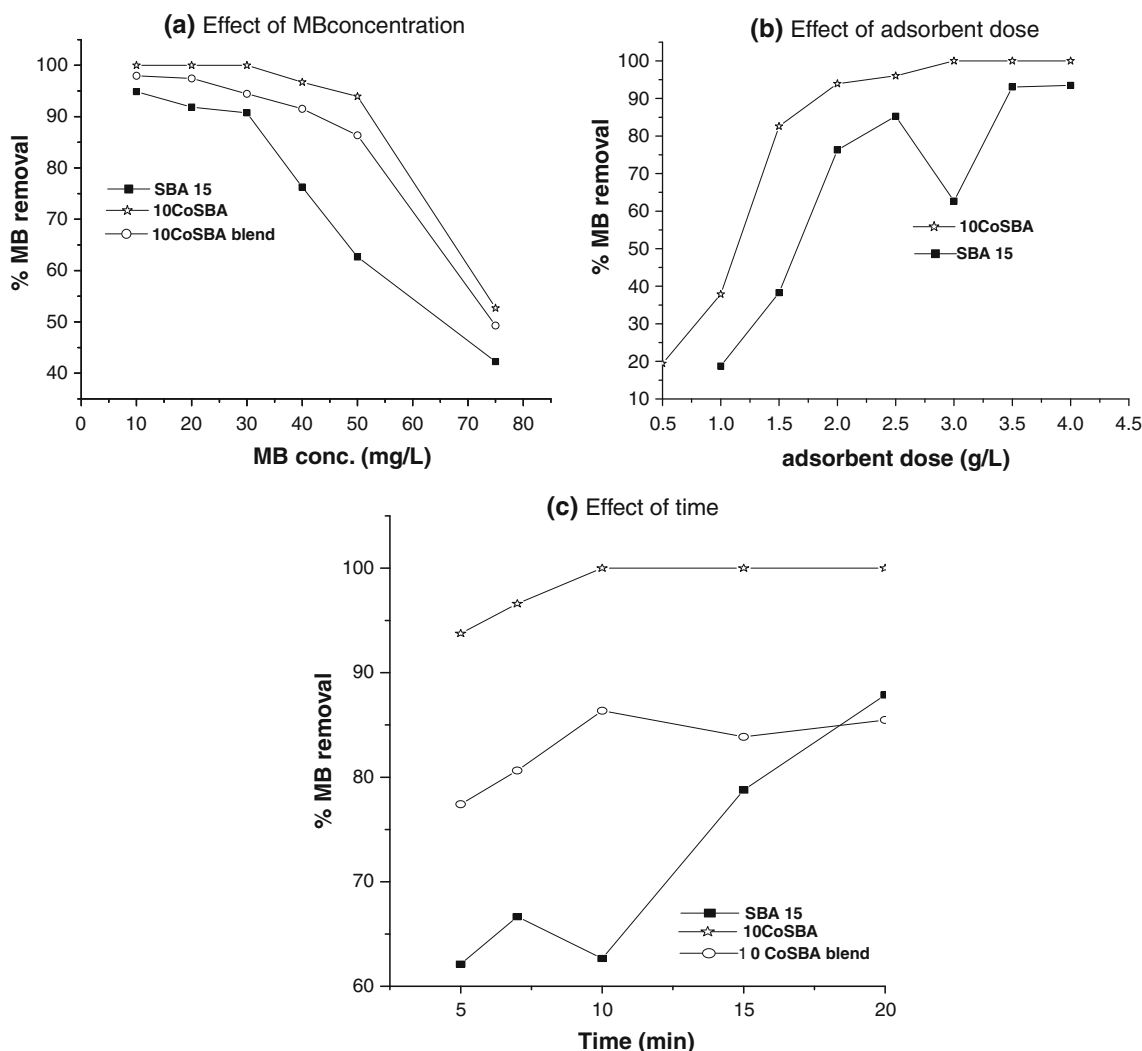 (a) Effect of MBconcentration
100
90
80
70
60
50
40
% MB removal
SBA 15
10CoSBA
10CoSBA blend
0 10 20 30 40 50 60 70 80
MB conc. (mg/L)
(b) Effect of adsorbent dose
100
90
80
70
60
50
40
30
20
10
% MB removal
10CoSBA
SBA 15
0.5 1.0 1.5 2.0 2.5 3.0 3.5 4.0 4.5
adsorbent dose (g/L)
(c) Effect of time
100
90
80
70
60
% MB removal
SBA 15
10CoSBA
10 CoSBA blend
5 10 15 20
Time (min)